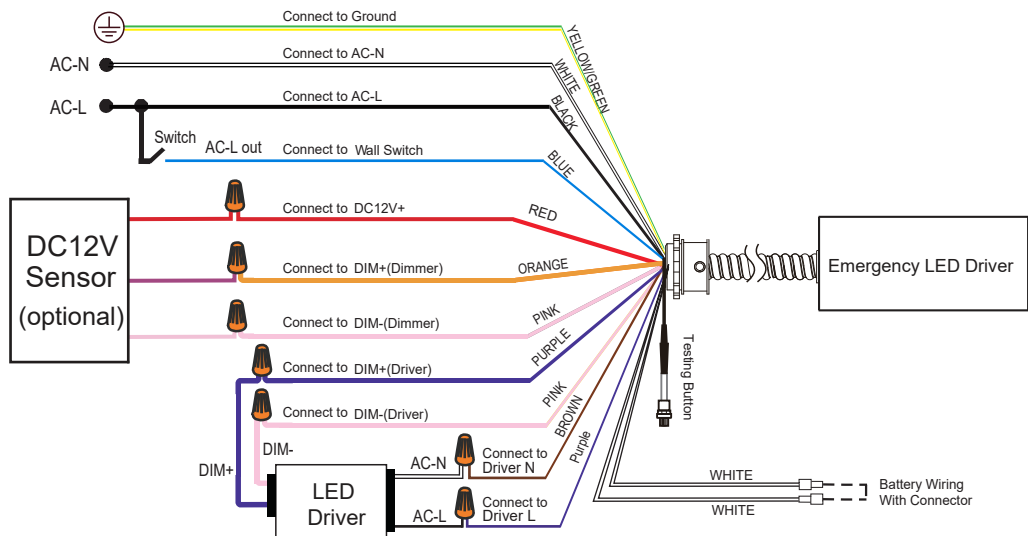 Connect to Ground
YELLOW/GREEN
AC-N
Connect to AC-N
WHITE
AC-L
Connect to AC-L
BLACK
Switch
AC-L out
Connect to Wall Switch
BLUE
DC12V
Sensor
(optional)
Connect to DC12V+
RED
Connect to DIM+(Dimmer)
ORANGE
Connect to DIM-(Dimmer)
PINK
Connect to DIM+(Driver)
PURPLE
Connect to DIM-(Driver)
PINK
BROWN
Purple
Emergency LED Driver
Testing Button
DIM+
DIM-
LED
Driver
AC-N
Connect to
Driver N
AC-L
Connect to
Driver L
WHITE
WHITE
Battery Wiring
With Connector